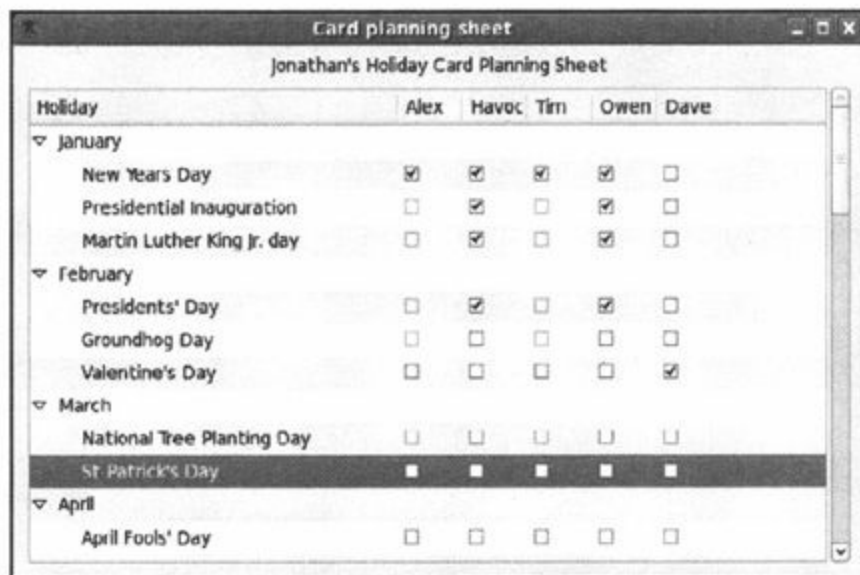 Card planning sheet
Jonathan's Holiday Card Planning Sheet
Holiday Alex Havoc Tim Owen Dave
January
New Years Day
Presidential Inauguration
Martin Luther King Jr. day
February
Presidents' Day
Groundhog Day
Valentine's Day
March
National Tree Planting Day
St Patrick's Day
April
April Fools' Day